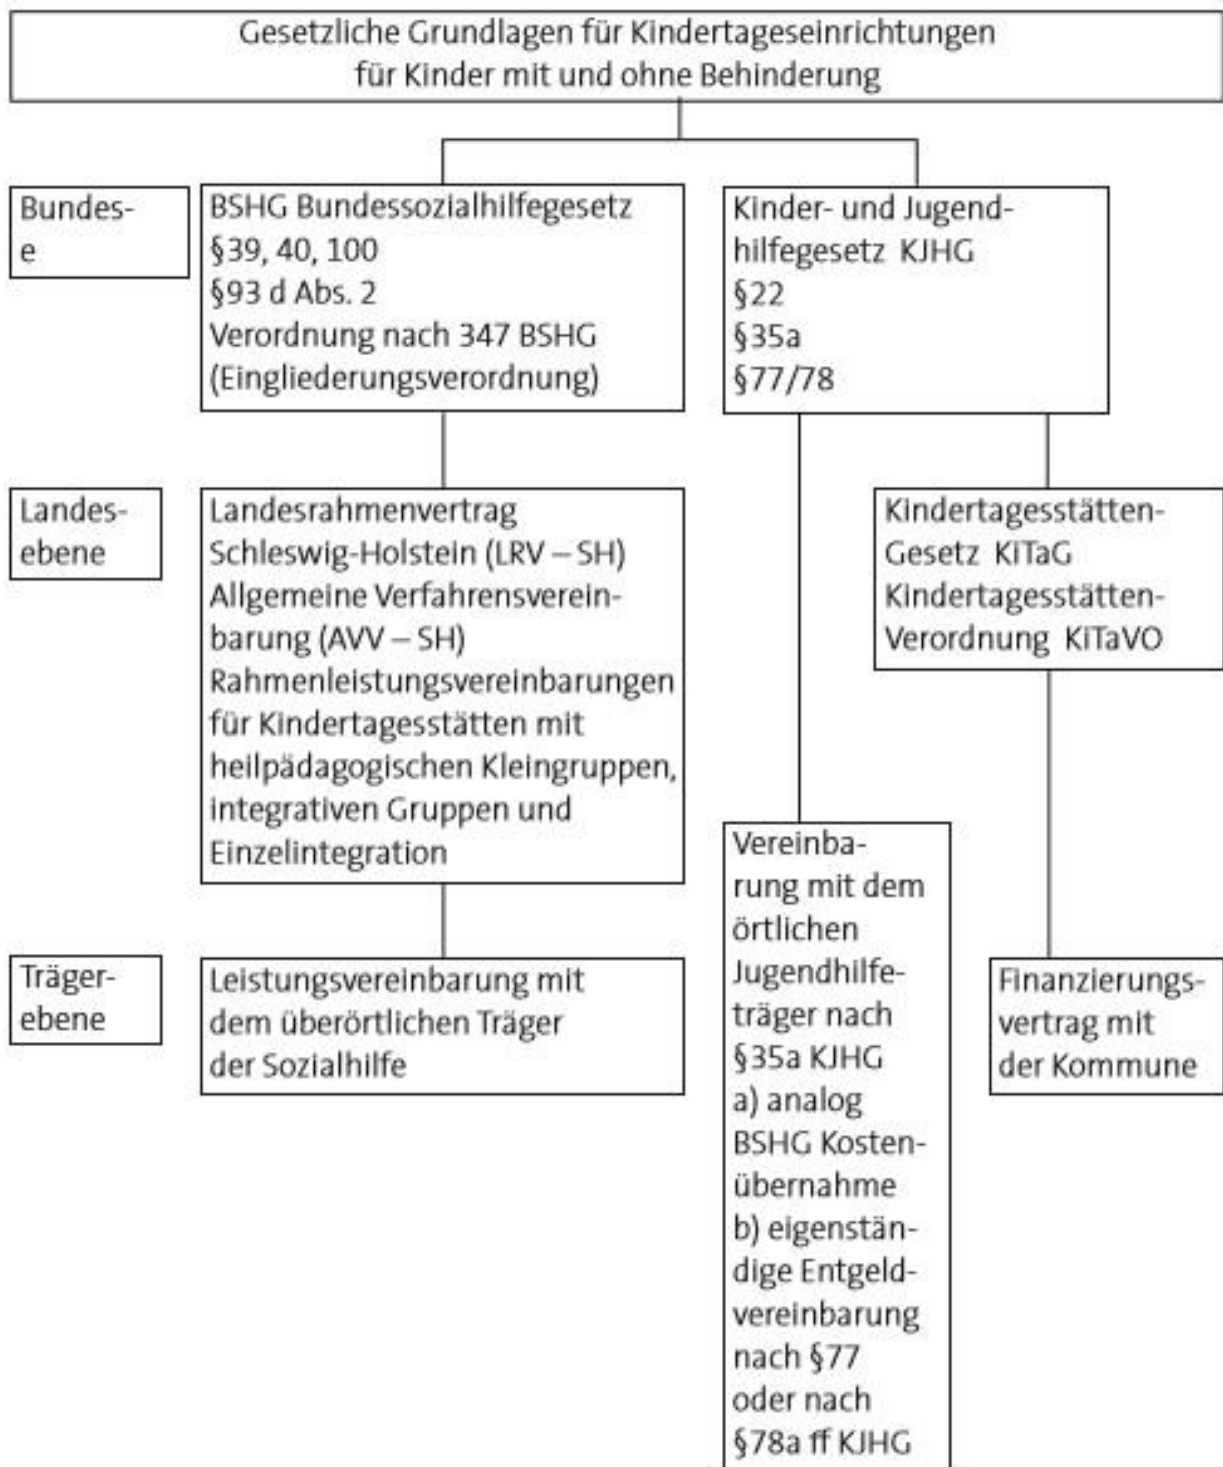 Gesetzliche Grundlagen für Kindertageseinrichtungen
für Kinder mit und ohne Behinderung
Bundes-
e
BSHG Bundessozialhilfegesetz
§39, 40, 100
§93 d Abs. 2
Verordnung nach 347 BSHG
(Eingliederungsverordnung)
Kinder- und Jugend-
hilfegesetz KJHG
§22
§35a
§77/78
Landes-
ebene
Landesrahmenvertrag
Schleswig-Holstein (LRV – SH)
Allgemeine Verfahrensverein-
barung (AVV – SH)
Rahmenleistungsvereinbarungen
für Kindertagesstätten mit
heilpädagogischen Kleingruppen,
integrativen Gruppen und
Einzelintegration
Kindertagesstätten-
Gesetz KiTaG
Kindertagesstätten-
Verordnung KiTaVO
Träger-
ebene
Leistungsvereinbarung mit
dem überörtlichen Träger
der Sozialhilfe
Vereinba-
rung mit dem
örtlichen
Jugendhilfe-
träger nach
§35a KJHG
a) analog
BSHG Kosten-
übernahme
b) eigenstän-
dige Entgeld-
vereinbarung
nach §77
oder nach
§78a ff KJHG
Finanzierungs-
vertrag mit
der Kommune